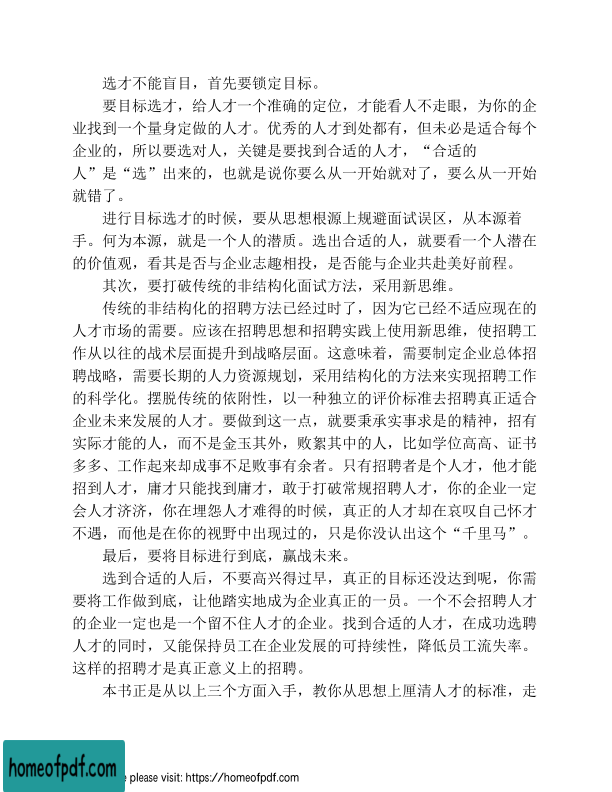 选才不能盲目，首先要锁定目标。
要目标选才，给人才一个准确的定位，才能看人不走眼，为你的企
业找到一个量身定做的人才。优秀的人才到处都有，但未必是适合每个
企业的，所以要选对人，关键是要找到合适的人才，“合适的
人”是“选”出来的，也就是说你要么从一开始就对了，要么从一开始
就错了。
进行目标选才的时候，要从思想根源上规避面试误区，从本源着
手。何为本源，就是一个人的潜质。选出合适的人，就要看一个人潜在
的价值观，看其是否与企业志趣相投，是否能与企业共赴美好前程。
其次，要打破传统的非结构化面试方法，采用新思维。
传统的非结构化的招聘方法已经过时了，因为它已经不适应现在的
人才市场的需要。应该在招聘思想和招聘实践上使用新思维，使招聘工
作从以往的战术层面提升到战略层面。这意味着，需要制定企业总体招
聘战略，需要长期的人力资源规划，采用结构化的方法来实现招聘工作
的科学化。摆脱传统的依附性，以一种独立的评价标准去招聘真正适合
企业未来发展的人才。要做到这一点，就要秉承实事求是的精神，招有
实际才能的人，而不是金玉其外，败絮其中的人，比如学位高高、证书
多多、工作起来却成事不足败事有余者。只有招聘者是个人才，他才能
招到人才，庸才只能找到庸才，敢于打破常规招聘人才，你的企业一定
会人才济济，你在埋怨人才难得的时候，真正的人才却在哀叹自己怀才
不遇，而他是在你的视野中出现过的，只是你没认出这个“千里马”。
最后，要将目标进行到底，赢战未来。
选到合适的人后，不要高兴得过早，真正的目标还没达到呢，你需
要将工作做到底，让他踏实地成为企业真正的一员。一个不会招聘人才
的企业一定也是一个留不住人才的企业。找到合适的人才，在成功选聘
人才的同时，又能保持员工在企业发展的可持续性，降低员工流失率。
这样的招聘才是真正意义上的招聘。
本书正是从以上三个方面入手，教你从思想上厘清人才的标准，走
homeofpdf.com
please visit: https://homeofpdf.com